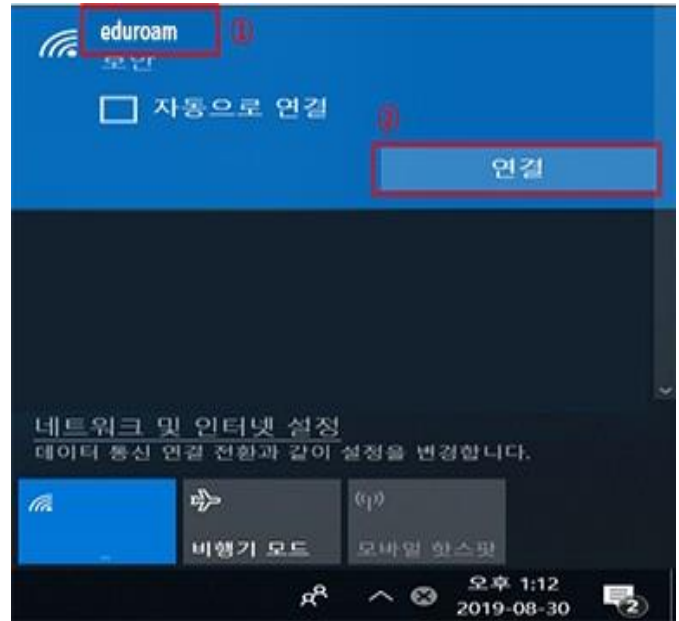 eduroam ①
보안
자동으로 연결
②
연결
네트워크 및 인터넷 설정
데이터 통신 연결 전환과 같이 설정을 변경합니다.
비행기 모드
모바일 핫스팟
오후 1:12
2019-08-30
2